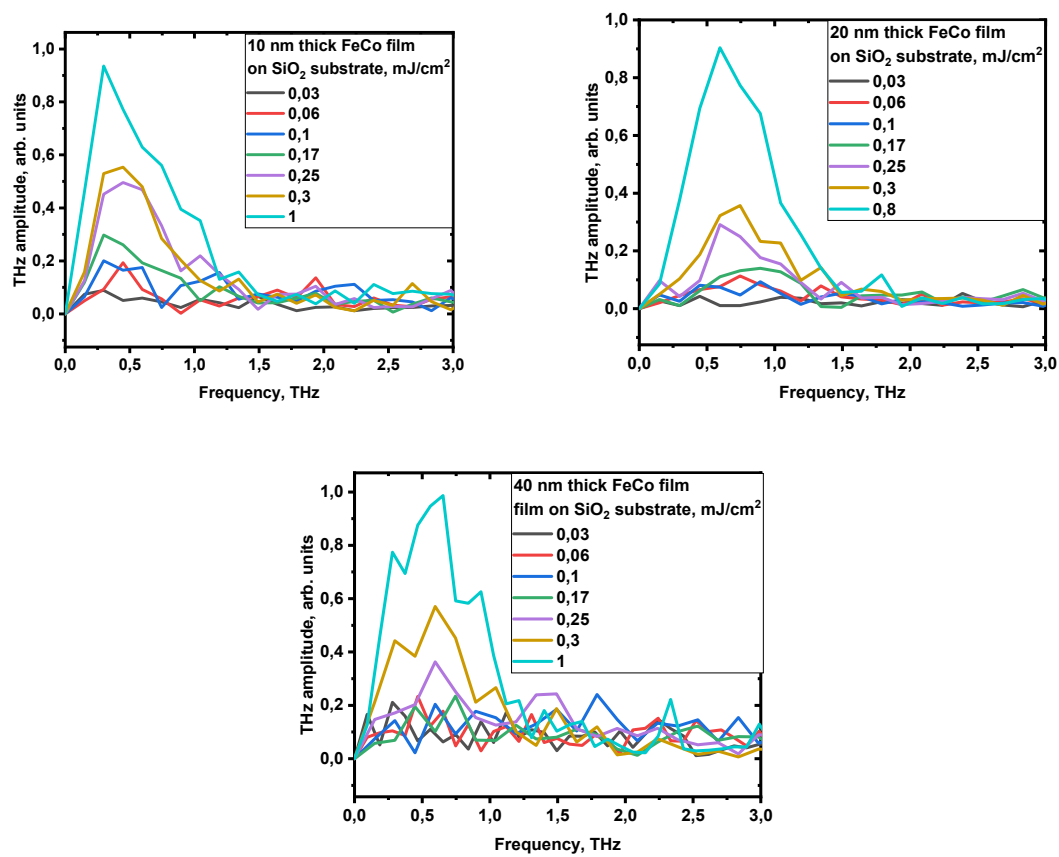 10 nm thick FeCo film
on SiO₂ substrate, mJ/cm²
0,03
0,06
0,1
0,17
0,25
0,3
1
THz amplitude, arb. units
1,0
0,8
0,6
0,4
0,2
0,0
0,0 0,5 1,0 1,5 2,0 2,5 3,0
Frequency, THz
20 nm thick FeCo film
on SiO₂ substrate, mJ/cm²
0,03
0,06
0,1
0,17
0,25
0,3
0,8
THz amplitude, arb. units
1,0
0,8
0,6
0,4
0,2
0,0
0,0 0,5 1,0 1,5 2,0 2,5 3,0
Frequency, THz
40 nm thick FeCo film
film on SiO₂ substrate, mJ/cm²
0,03
0,06
0,1
0,17
0,25
0,3
1
THz amplitude, arb. units
1,0
0,8
0,6
0,4
0,2
0,0
0,0 0,5 1,0 1,5 2,0 2,5 3,0
Frequency, THz